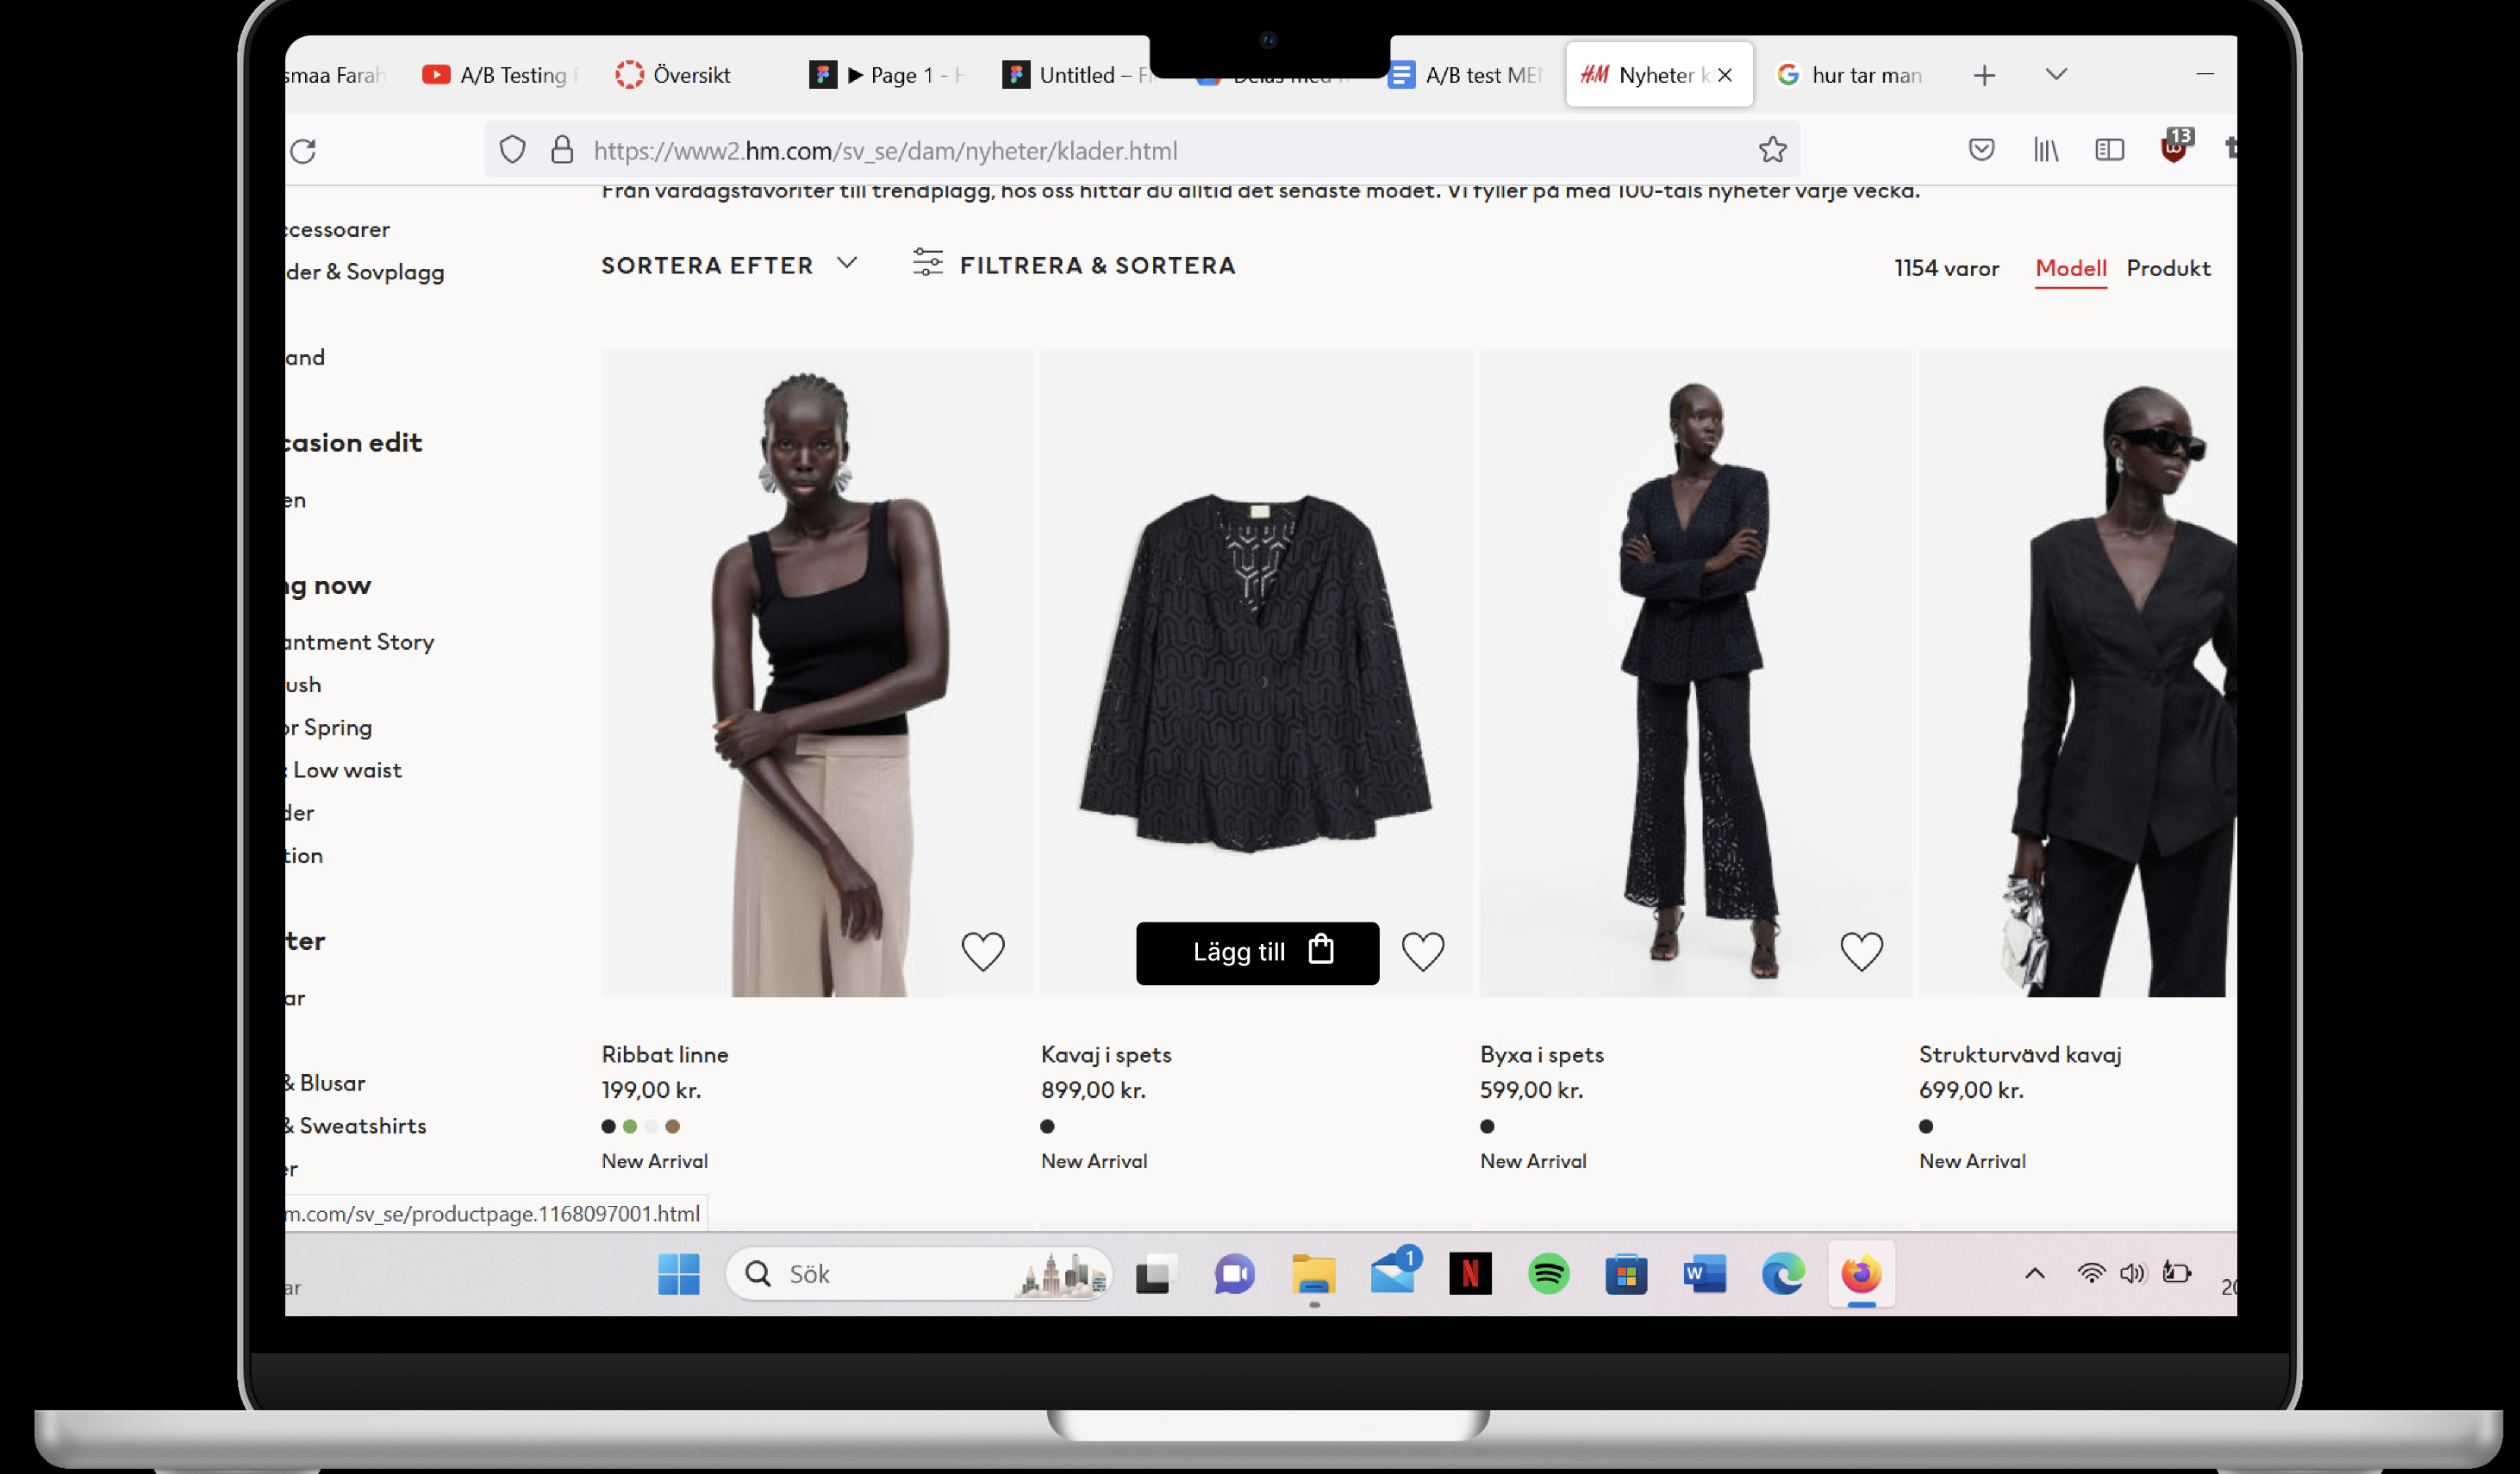 smaa Farah
A/B Testing
Översikt
Page 1 -
Untitled –
A/B test ME
H&M Nyheter
hur tar man
https://www2.hm.com/sv_se/dam/nyheter/klader.html
13
Från vardagsfavoriter till trendplagg, hos oss hittar du alltid det senaste modet. Vi fyller på med 100-tals nyheter varje vecka.
SORTERA EFTER
FILTRERA & SORTERA
1154 varor
Modell
Produkt
ccessoarer
der & Sovplagg
and
casion edit
en
ng now
antment Story
ush
or Spring
: Low waist
der
tion
ter
ar
& Blusar
& Sweatshirts
er
Lägg till
Ribbat linne
199,00 kr.
New Arrival
Kavaj i spets
899,00 kr.
New Arrival
Byxa i spets
599,00 kr.
New Arrival
Strukturvävd kavaj
699,00 kr.
New Arrival
m.com/sv_se/productpage.1168097001.html
ar
Sök
1
N
W
20